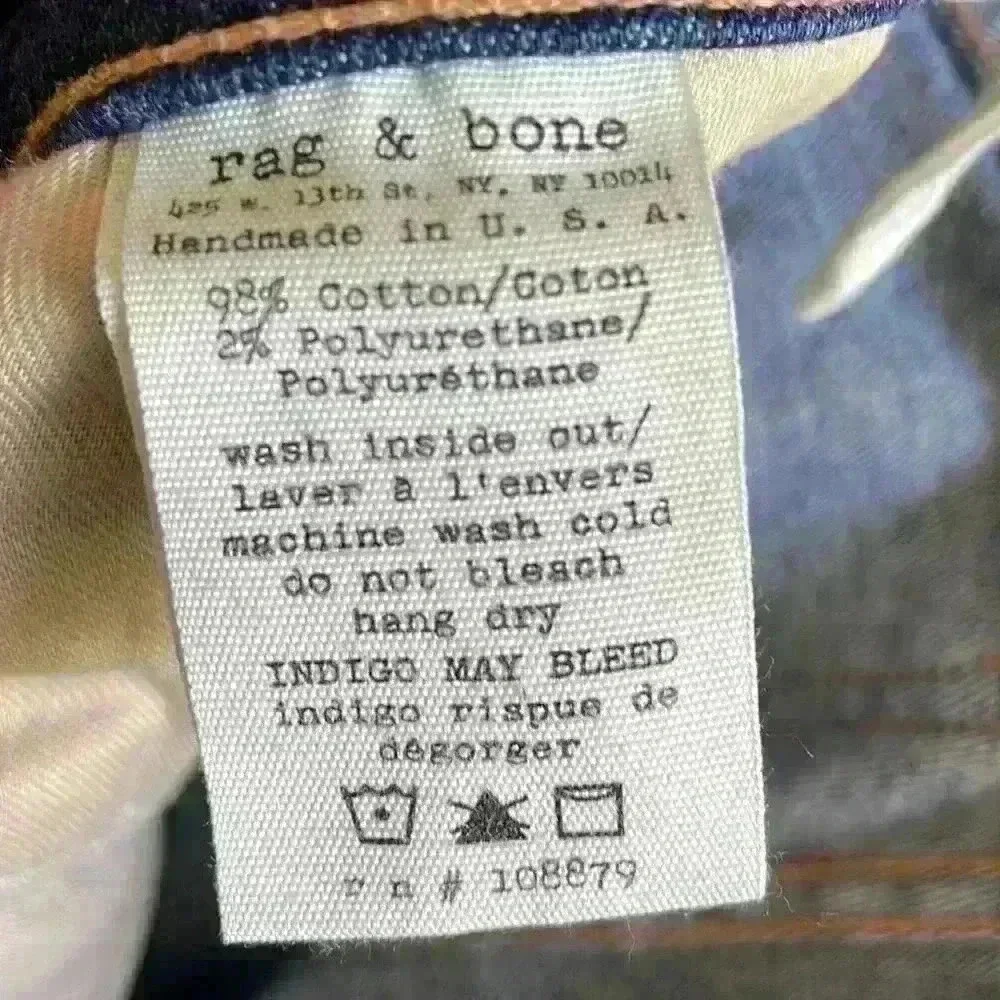 rag & bone
425 w. 13th St, NY, NY 10014
Handmade in U. S. A.
98% Cotton/Coton
2% Polyurethane/
Polyuréthane
wash inside out/
laver à l'envers
machine wash cold
do not bleach
hang dry
INDIGO MAY BLEED
indigo rispue de
dégorger
r n # 108879